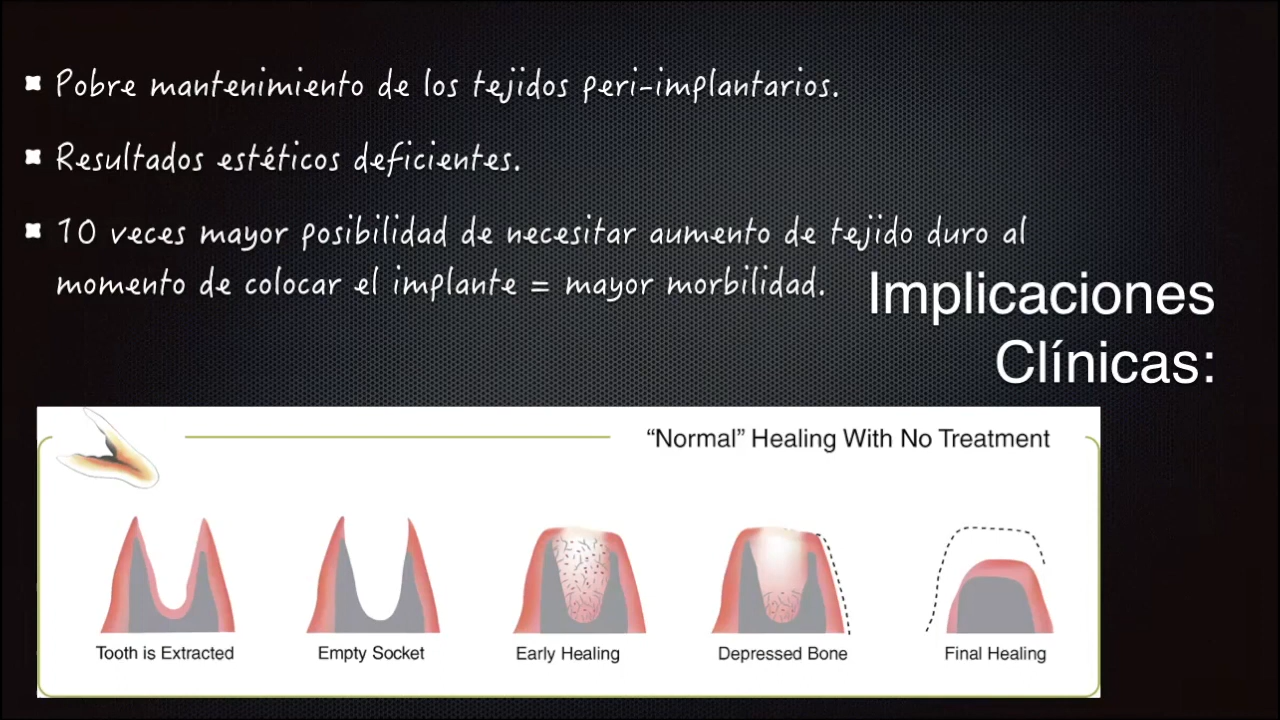 Pobre mantenimiento de los tejidos peri-implantarios.
Resultados estéticos deficientes.
10 veces mayor posibilidad de necesitar aumento de tejido duro al
momento de colocar el implante = mayor morbilidad.
Implicaciones
Clínicas:
“Normal” Healing With No Treatment
Tooth is Extracted
Empty Socket
Early Healing
Depressed Bone
Final Healing